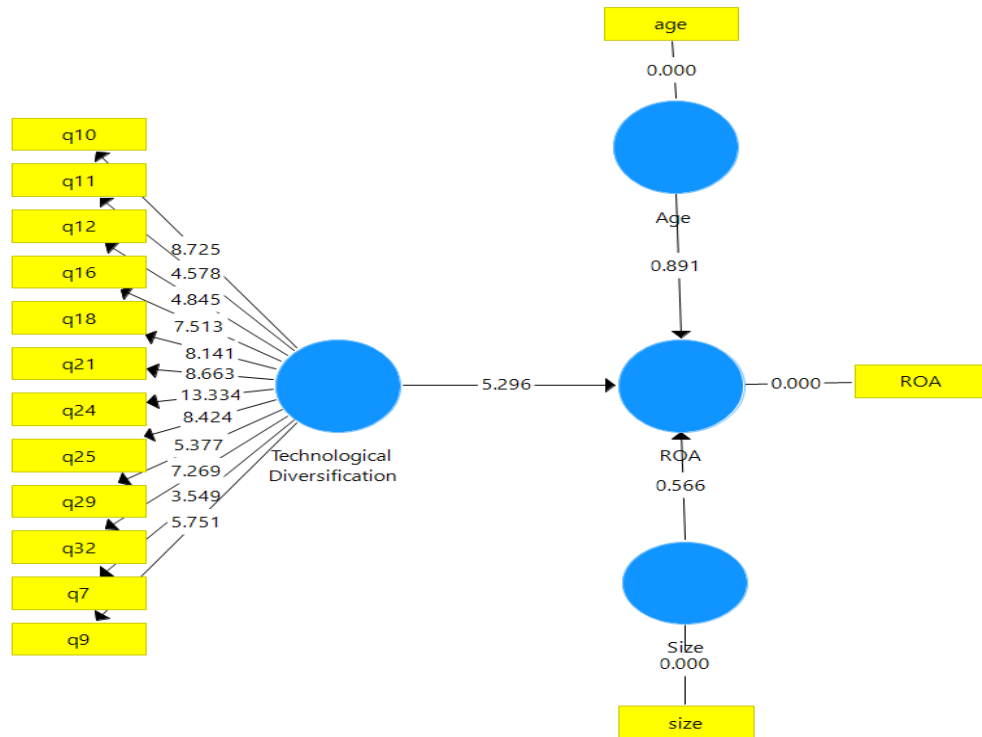 age
0.000
Age
0.891
q10
q11
q12
q16
q18
q21
q24
q25
q29
q32
q7
q9
8.725
4.578
4.845
7.513
8.141
8.663
13.334
8.424
5.377
7.269
3.549
5.751
Technological
Diversification
5.296
ROA
0.000
ROA
0.566
Size
0.000
size